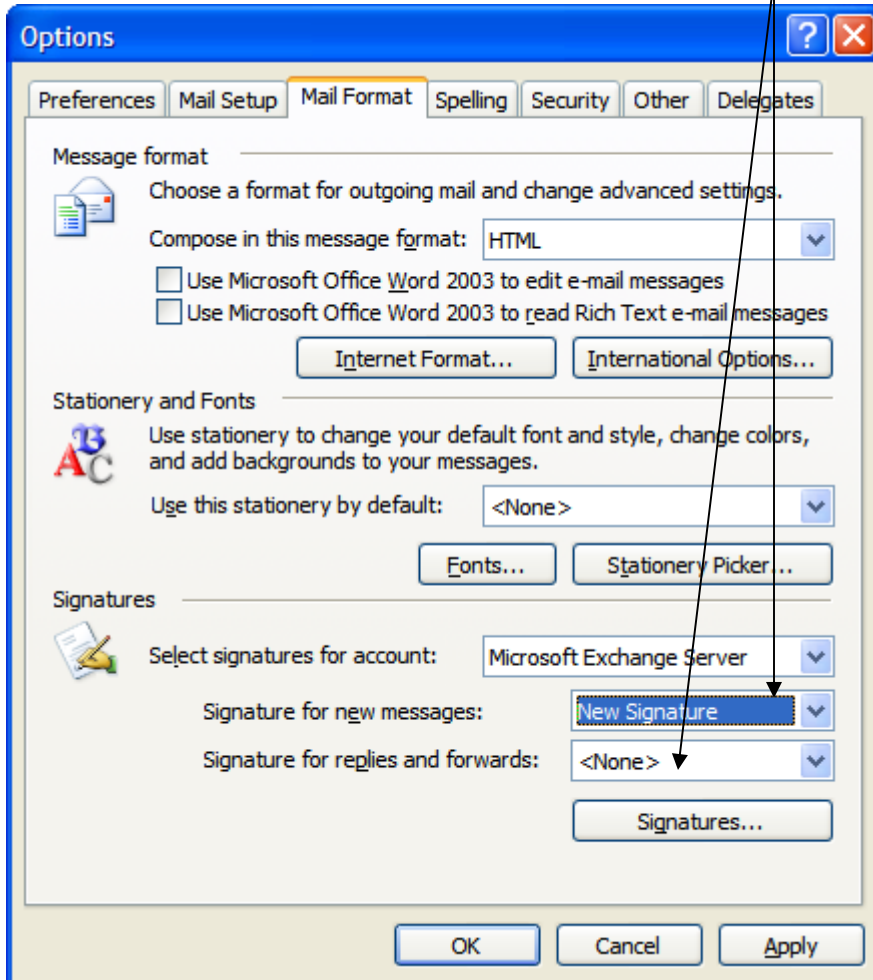 Options
Preferences Mail Setup Mail Format Spelling Security Other Delegates
Message format
Choose a format for outgoing mail and change advanced settings.
Compose in this message format: HTML
Use Microsoft Office Word 2003 to edit e-mail messages
Use Microsoft Office Word 2003 to read Rich Text e-mail messages
Internet Format... International Options...
Stationery and Fonts
Use stationery to change your default font and style, change colors,
and add backgrounds to your messages.
Use this stationery by default: <None>
Fonts... Stationery Picker...
Signatures
Select signatures for account: Microsoft Exchange Server
Signature for new messages: New Signature
Signature for replies and forwards: <None>
Signatures...
OK Cancel Apply